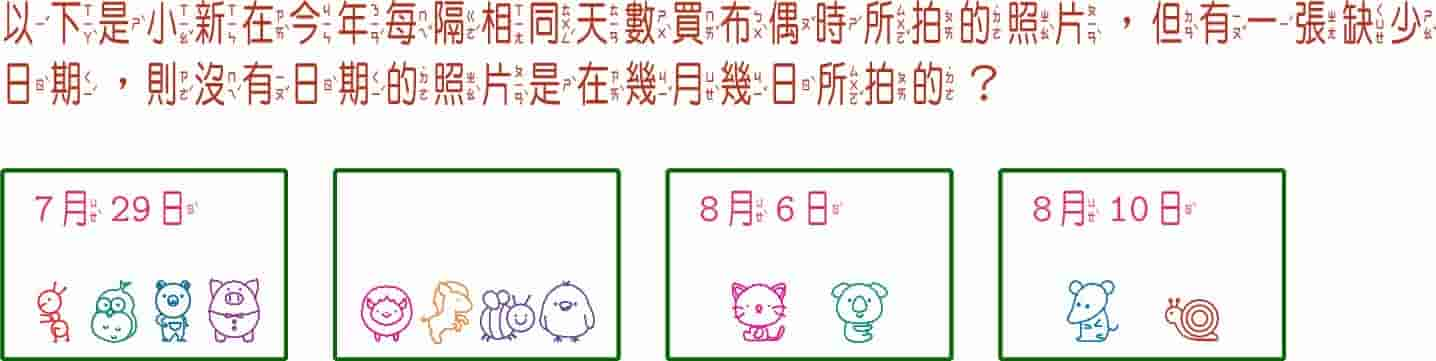 以下是小新在今年每隔相同天數買布偶時所拍的照片，但有一張缺少
日期，則沒有日期的照片是在幾月幾日所拍的？
7月29日
8月6日
8月10日